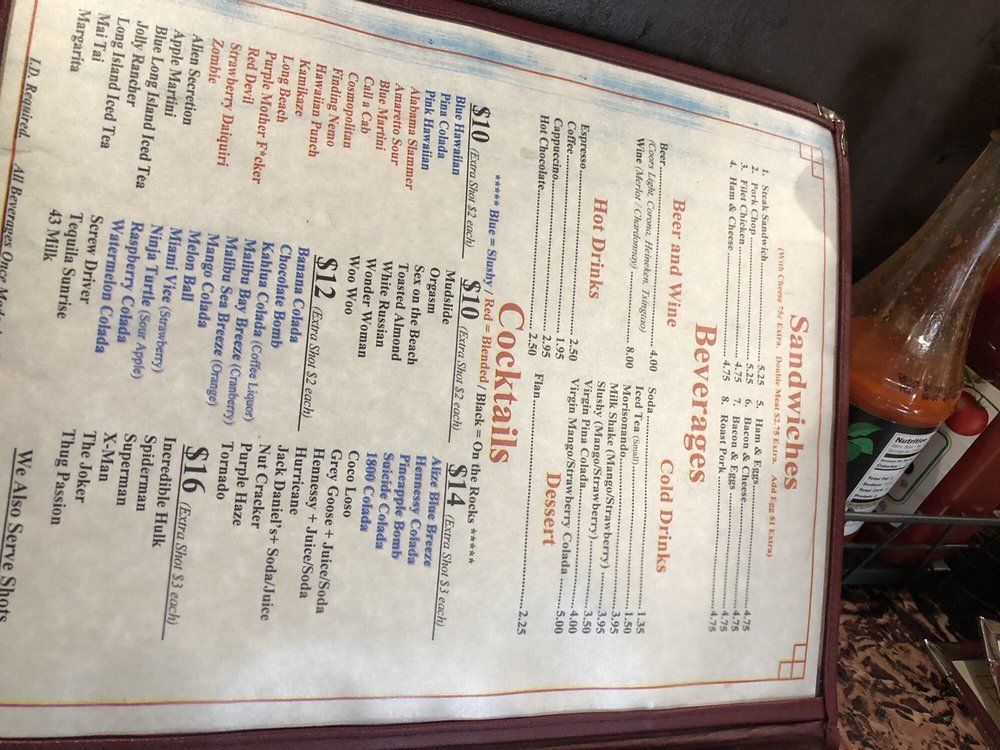 Sandwiches
(With Cheese 75¢ Extra. Double Meat $2.75 Extra. Add Egg $1 Extra)
1. Steak Sandwich 5.25
2. Pork Chop 5.25
3. Filet Chicken 4.75
4. Ham & Cheese 4.75
5. Ham & Eggs 4.75
6. Bacon & Cheese 4.75
7. Bacon & Eggs 4.75
8. Roast Pork 4.75
Beverages
Beer and Wine
Beer 4.00
(Coors Light, Corona, Heineken, Tsingtao)
Wine (Merlot / Chardonnay) 8.00
Hot Drinks
Espresso 2.50
Coffee 1.95
Cappuccino 2.95
Hot Chocolate 2.50
Cold Drinks
Soda 1.35
Iced Tea (Small) 1.50
Morisonando 3.95
Milk Shake (Mango/Strawberry) 3.95
Slushy (Mango/Strawberry) 3.50
Virgin Pina Colada 4.00
Virgin Mango/Strawberry Colada 5.00
Dessert
Flan 2.25
Cocktails
***** Blue = Slushy / Red = Blended / Black = On the Rocks *****
$10 (Extra Shot $2 each)
Blue Hawaiian
Pina Colada
Pink Hawaiian
Alabama Slammer
Amaretto Sour
Blue Martini
Call a Cab
Cosmopolitan
Finding Nemo
Hawaiian Punch
Kamikaze
Long Beach
Purple Mother F*cker
Red Devil
Strawberry Daiquiri
Zombie
Alien Secretion
Apple Martini
Blue Long Island Iced Tea
Jolly Rancher
Long Island Iced Tea
Mai Tai
Margarita
$10 (Extra Shot $2 each)
Mudslide
Orgasm
Sex on the Beach
Toasted Almond
White Russian
Wonder Woman
Woo Woo
$12 (Extra Shot $2 each)
Banana Colada
Chocolate Bomb
Kahlua Colada (Coffee Liquor)
Malibu Bay Breeze (Cranberry)
Malibu Sea Breeze (Orange)
Mango Colada
Melon Ball
Miami Vice (Strawberry)
Ninja Turtle (Sour Apple)
Raspberry Colada
Watermelon Colada
Screw Driver
Tequila Sunrise
43 Milk
$14 (Extra Shot $3 each)
Alize Blue Breeze
Hennesy Colada
Pineapple Bomb
Suicide Colada
1800 Colada
Coco Loso
Grey Goose + Juice/Soda
Hennessy + Juice/Soda
Hurricane
Jack Daniel's+ Soda/Juice
Nut Cracker
Purple Haze
Tornado
$16 (Extra Shot $3 each)
Incredible Hulk
Spiderman
Superman
X-Man
The Joker
Thug Passion
We Also Serve Shots
I.D. Required.
All Beverages Once
Nutrition